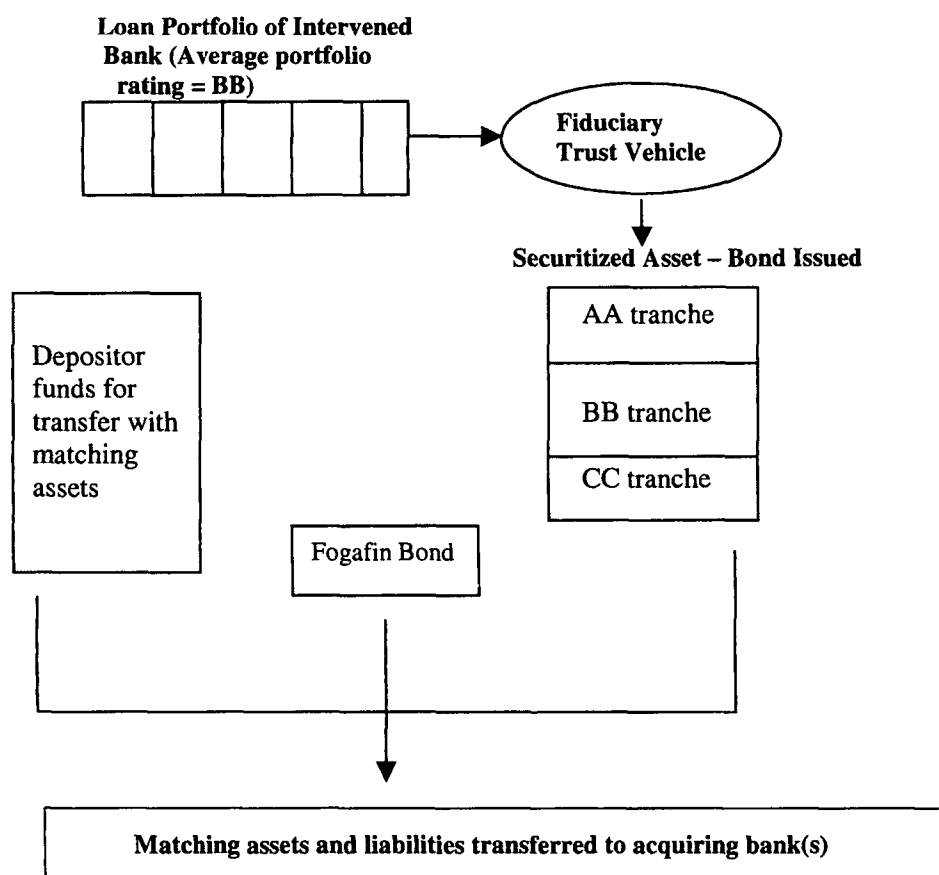 Loan Portfolio of Intervened
Bank (Average portfolio
rating = BB)
Fiduciary
Trust Vehicle
Securitized Asset – Bond Issued
AA tranche
BB tranche
CC tranche
Depositor
funds for
transfer with
matching
assets
Fogafin Bond
Matching assets and liabilities transferred to acquiring bank(s)